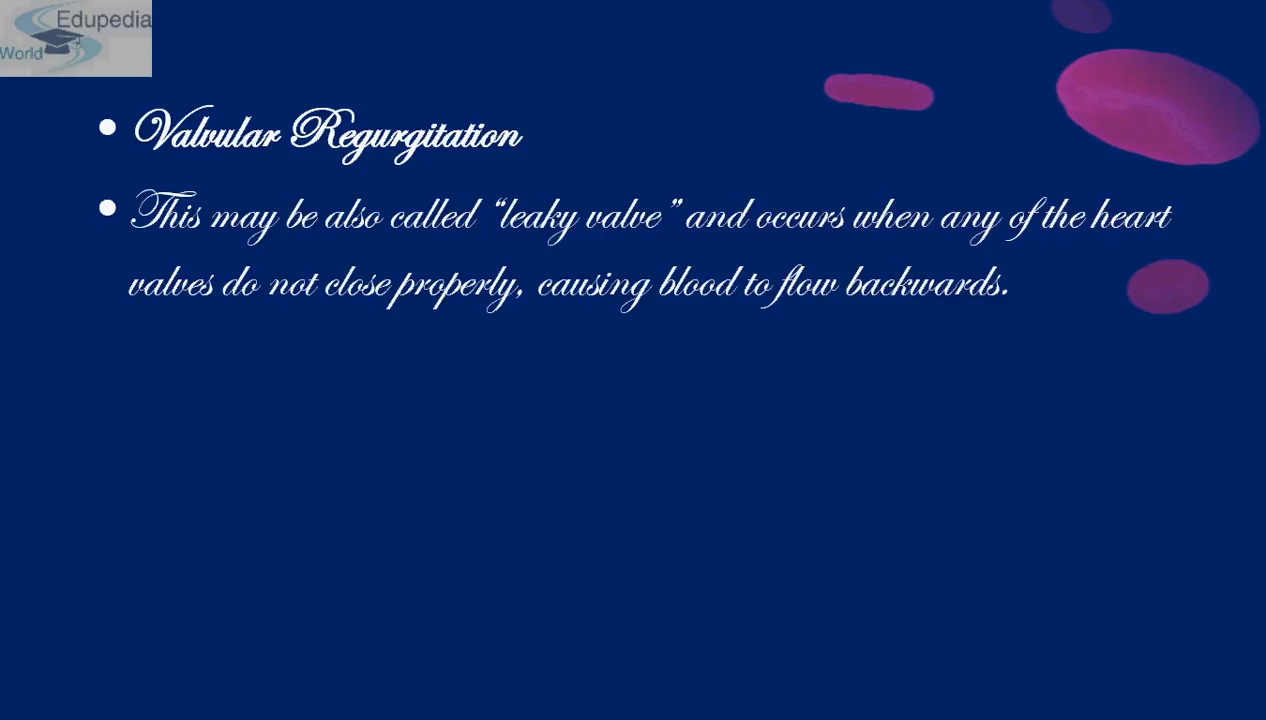 Edupedia
World
• Valvular Regurgitation
• This may be also called “leaky valve” and occurs when any of the heart
valves do not close properly, causing blood to flow backwards.